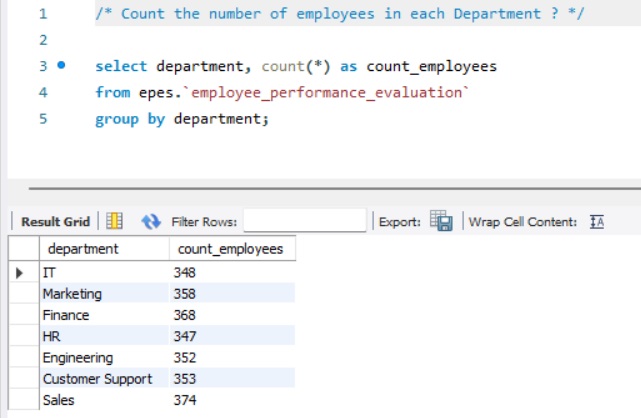 1 /* Count the number of employees in each Department ? */
2
3 select department, count(*) as count_employees
4 from epes.`employee_performance_evaluation`
5 group by department;
Result Grid Filter Rows: Export: Wrap Cell Content:
department count_employees
IT 348
Marketing 358
Finance 368
HR 347
Engineering 352
Customer Support 353
Sales 374